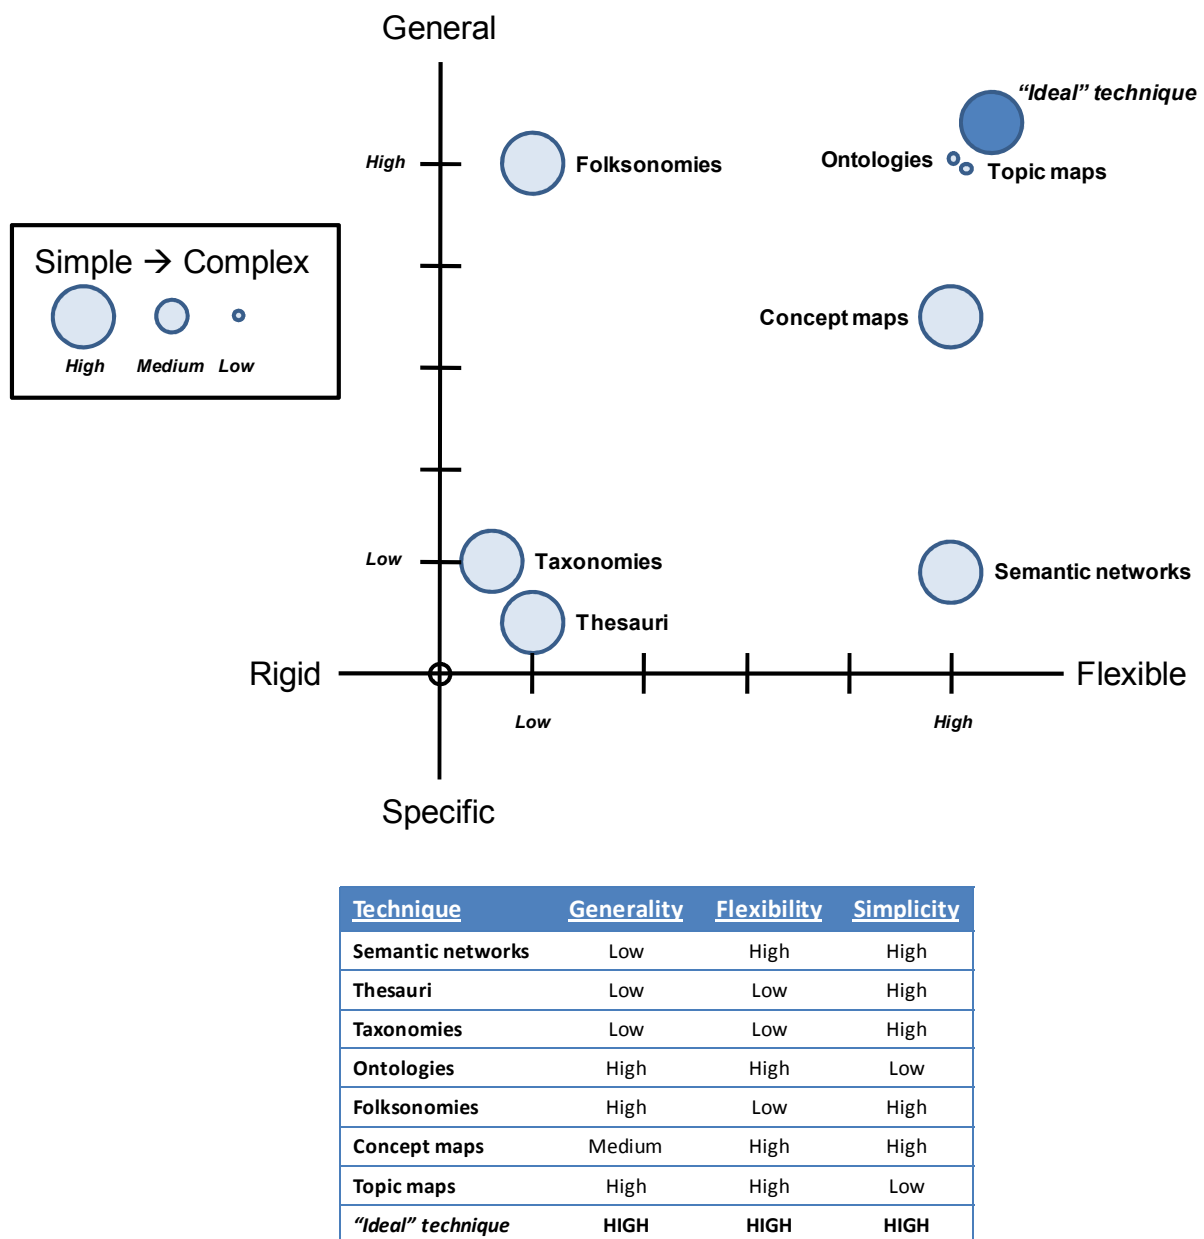 General
“Ideal” technique
High
Folksonomies
Ontologies
Topic maps
Simple → Complex
High Medium Low
Concept maps
Low
Taxonomies
Semantic networks
Thesauri
Rigid
Flexible
Low
High
Specific
Technique Generality Flexibility Simplicity
Semantic networks Low High High
Thesauri Low Low High
Taxonomies Low Low High
Ontologies High High Low
Folksonomies High Low High
Concept maps Medium High High
Topic maps High High Low
“Ideal” technique HIGH HIGH HIGH